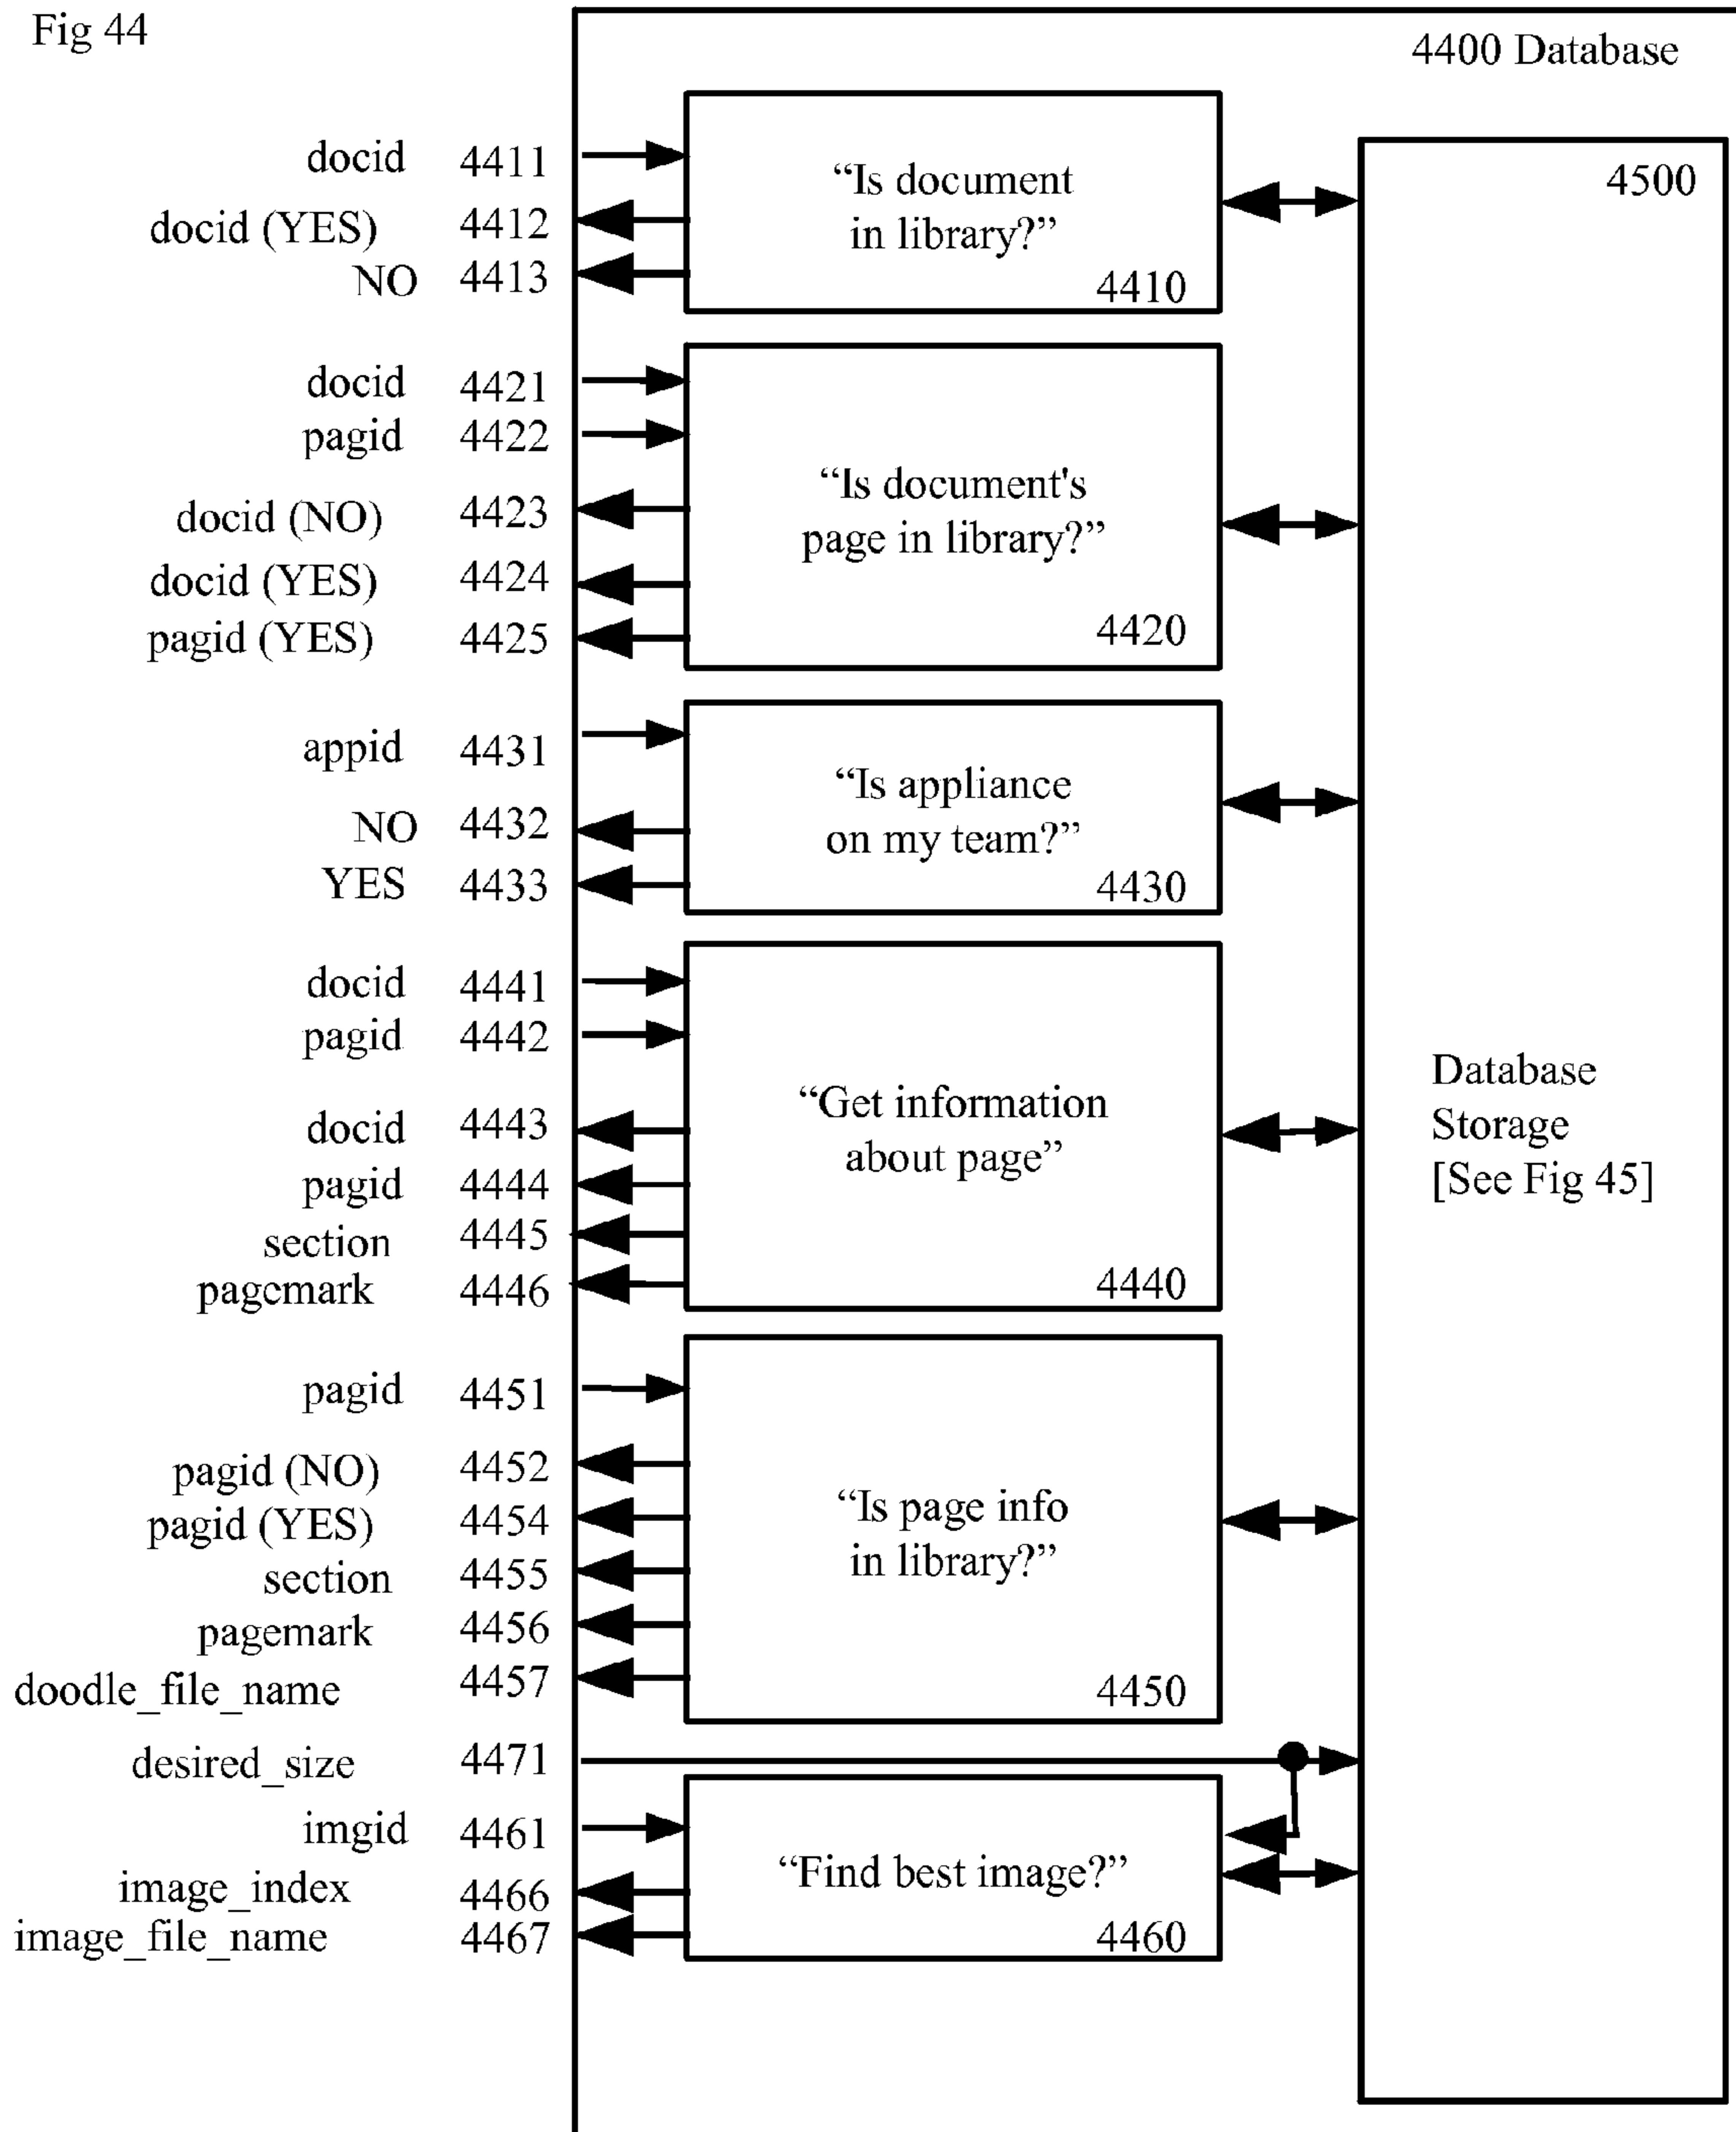 Fig 44
4400 Database
4500
docid 4411
docid (YES) 4412
NO 4413
“Is document
in library?”
4410
docid 4421
pagid 4422
docid (NO) 4423
docid (YES) 4424
pagid (YES) 4425
“Is document's
page in library?”
4420
appid 4431
NO 4432
YES 4433
“Is appliance
on my team?”
4430
docid 4441
pagid 4442
docid 4443
pagid 4444
section 4445
pagemark 4446
“Get information
about page”
4440
Database
Storage
[See Fig 45]
pagid 4451
pagid (NO) 4452
pagid (YES) 4454
section 4455
pagemark 4456
doodle_file_name 4457
“Is page info
in library?”
4450
desired_size 4471
imgid 4461
image_index 4466
image_file_name 4467
“Find best image?”
4460